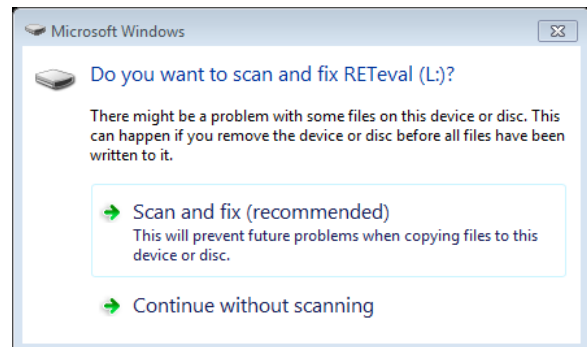 Microsoft Windows
Do you want to scan and fix RETeval (L:)?
There might be a problem with some files on this device or disc. This
can happen if you remove the device or disc before all files have been
written to it.
Scan and fix (recommended)
This will prevent future problems when copying files to this
device or disc.
Continue without scanning